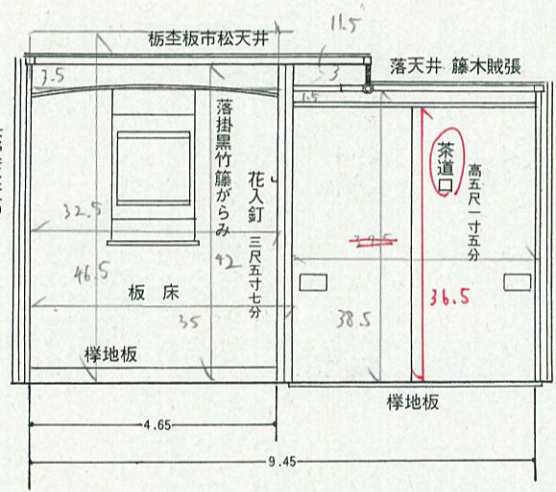 11.5
栃杢板市松天井
落天井 籐木賊張
3.5
3
1.5
落掛黒竹籐がらみ
花入釘 三尺五寸七分
茶道口
高五尺一寸五分
32.5
46.5
42
35
38.5
36.5
板床
欅地板
欅地板
4.65
9.45